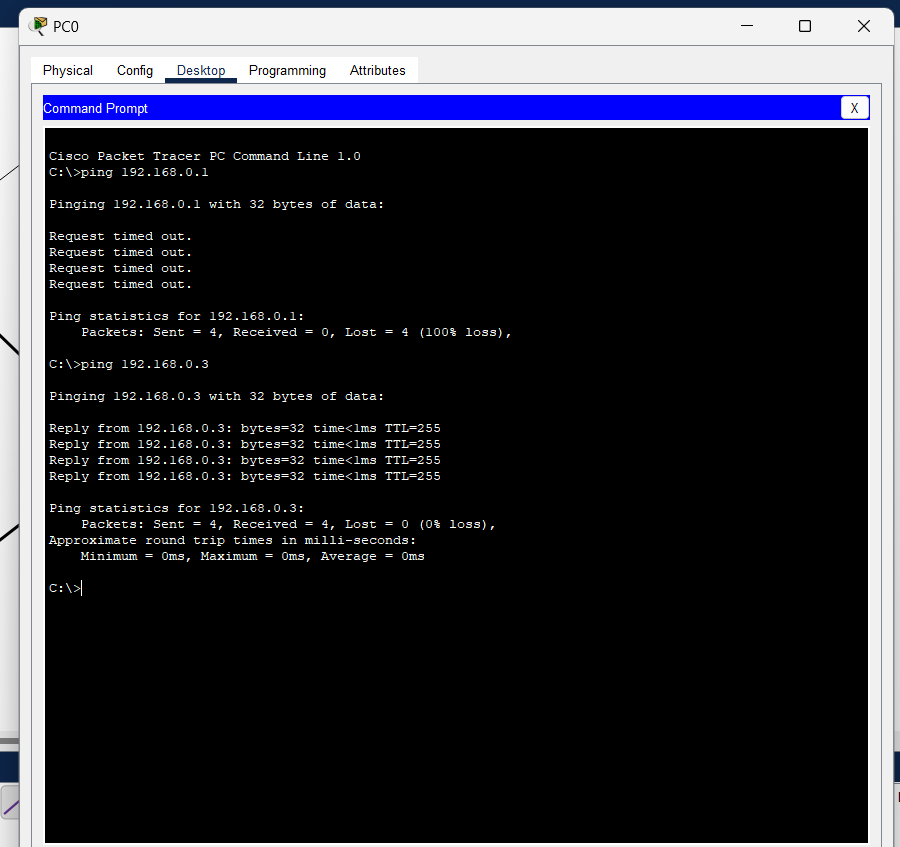 PC0
Physical Config Desktop Programming Attributes
Command Prompt X
Cisco Packet Tracer PC Command Line 1.0
C:\>ping 192.168.0.1
Pinging 192.168.0.1 with 32 bytes of data:
Request timed out.
Request timed out.
Request timed out.
Request timed out.
Ping statistics for 192.168.0.1:
    Packets: Sent = 4, Received = 0, Lost = 4 (100% loss),
C:\>ping 192.168.0.3
Pinging 192.168.0.3 with 32 bytes of data:
Reply from 192.168.0.3: bytes=32 time<1ms TTL=255
Reply from 192.168.0.3: bytes=32 time<1ms TTL=255
Reply from 192.168.0.3: bytes=32 time<1ms TTL=255
Reply from 192.168.0.3: bytes=32 time<1ms TTL=255
Ping statistics for 192.168.0.3:
    Packets: Sent = 4, Received = 4, Lost = 0 (0% loss),
Approximate round trip times in milli-seconds:
    Minimum = 0ms, Maximum = 0ms, Average = 0ms
C:\>